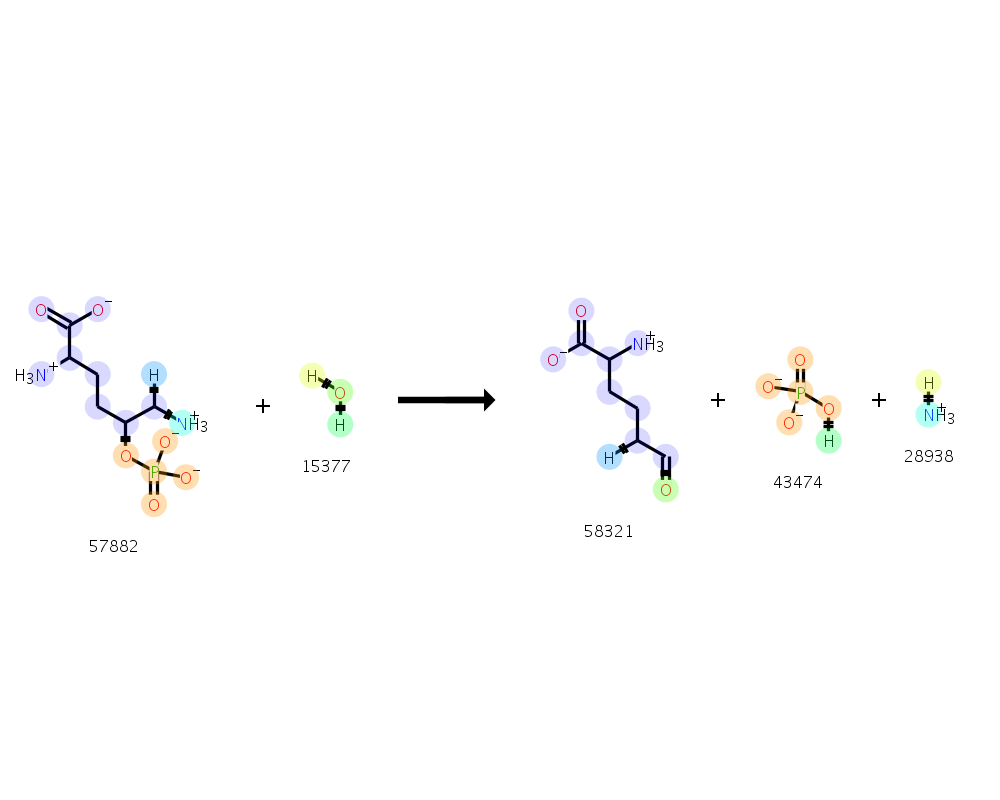 O O⁻
H₃N⁺ H NH₃⁺
O O⁻
P O⁻
O
57882
+
H O
H
15377
O
O⁻ NH₃⁺
H
O
58321
+
O
O⁻ P O
O⁻ H
43474
+
H
NH₃⁺
28938